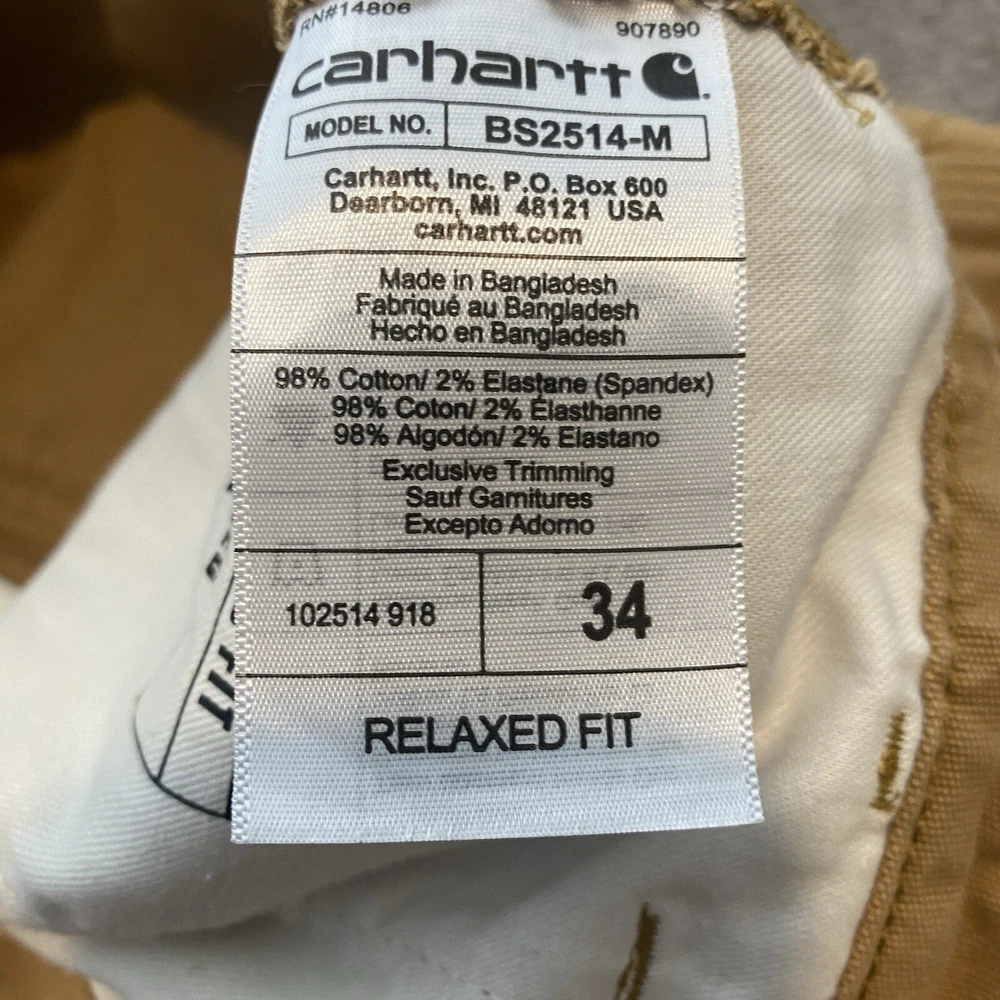 RN#14806
907890
carhartt
MODEL NO. BS2514-M
Carhartt, Inc. P.O. Box 600
Dearborn, MI 48121 USA
carhartt.com
Made in Bangladesh
Fabriqué au Bangladesh
Hecho en Bangladesh
98% Cotton/ 2% Elastane (Spandex)
98% Coton/ 2% Élasthanne
98% Algodón/ 2% Elastano
Exclusive Trimming
Sauf Garnitures
Excepto Adorno
102514 918 34
RELAXED FIT